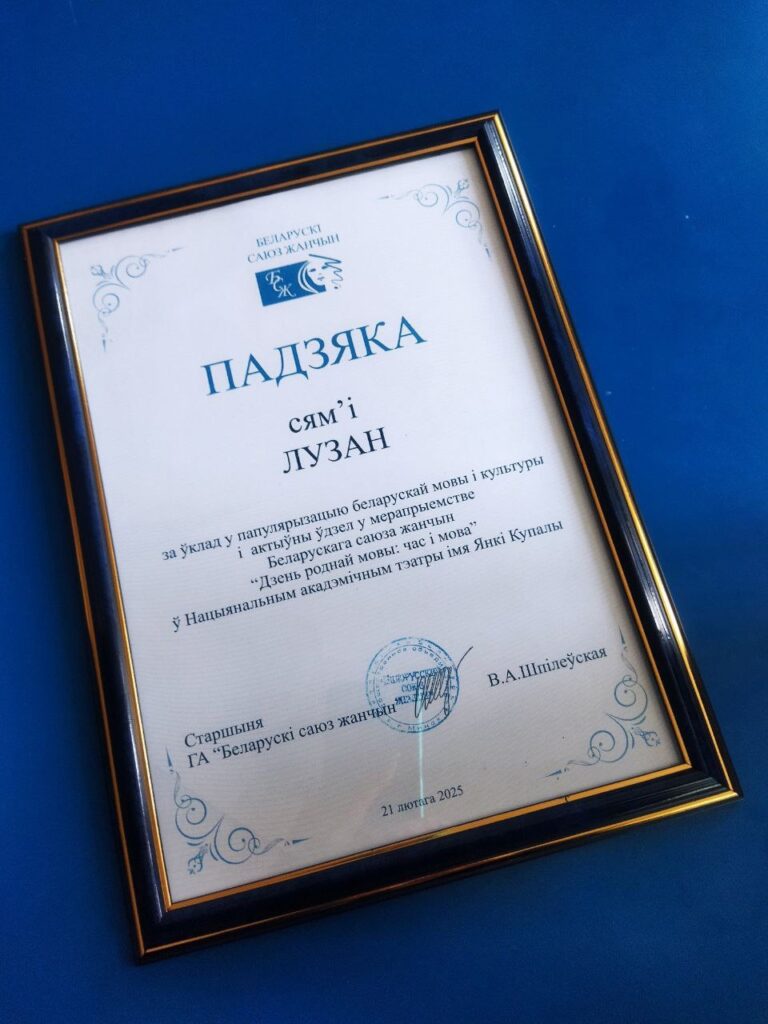 БЕЛАРУСКІ
САЮЗ ЖАНЧЫН
БСЖ
ПАДЗЯКА
сям’і
ЛУЗАН
за ўклад у папулярызацыю беларускай мовы і культуры
і актыўны ўдзел у мерапрыемстве
Беларускага саюза жанчын
“Дзень роднай мовы: час і мова”
ў Нацыянальным акадэмічным тэатры імя Янкі Купалы
Старшыня
ГА “Беларускі саюз жанчын”
В.А.Шпілеўская
21 лютага 2025